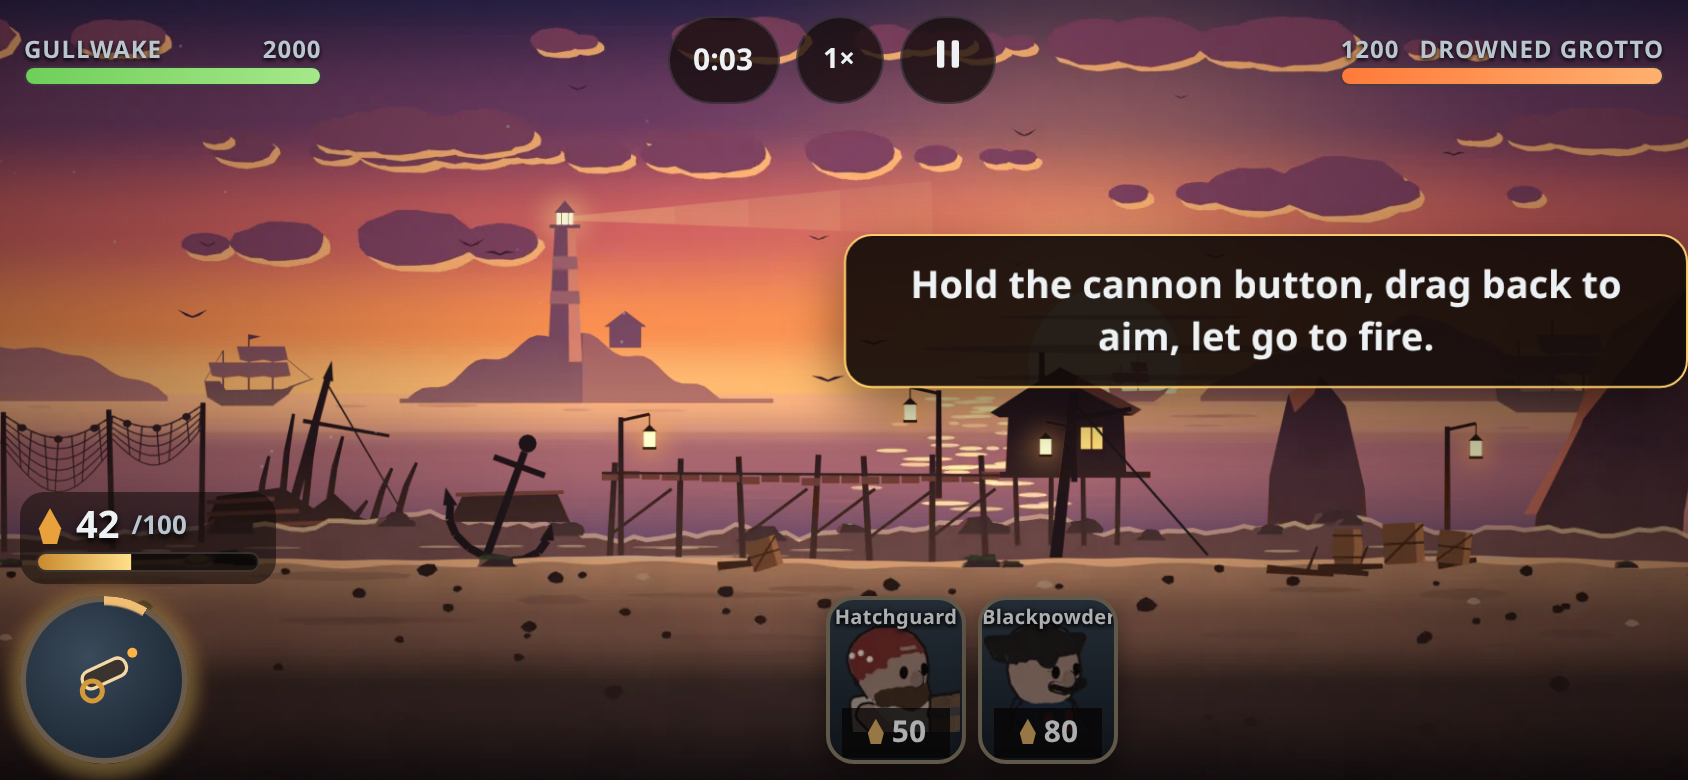 GULLWAKE 2000
0:03
1×
1200 DROWNED GROTTO
Hold the cannon button, drag back to
aim, let go to fire.
42 /100
Hatchguard
50
Blackpowder
80